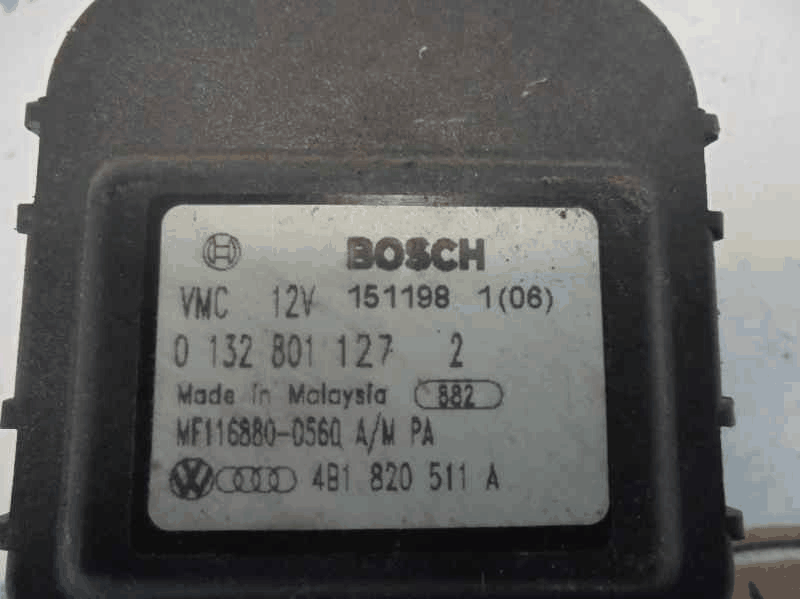 BOSCH
VMC 12V 151198 1(06)
0 132 801 127 2
Made in Malaysia 882
MF116880-0560 A/M PA
4B1 820 511 A